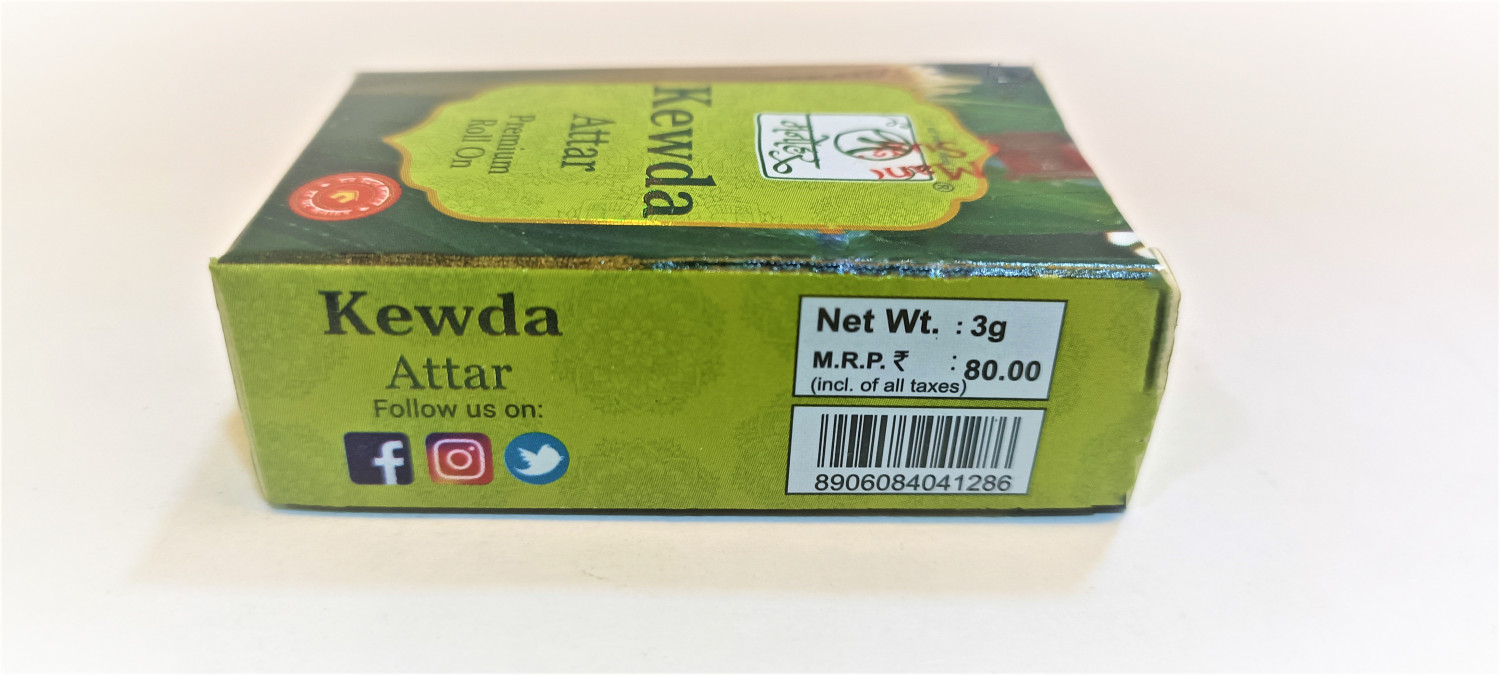 Kewda
Attar
Premium
Roll On
®
Kewda
Attar
Follow us on:
Net Wt. : 3g
M.R.P. ₹ : 80.00
(incl. of all taxes)
8906084041286